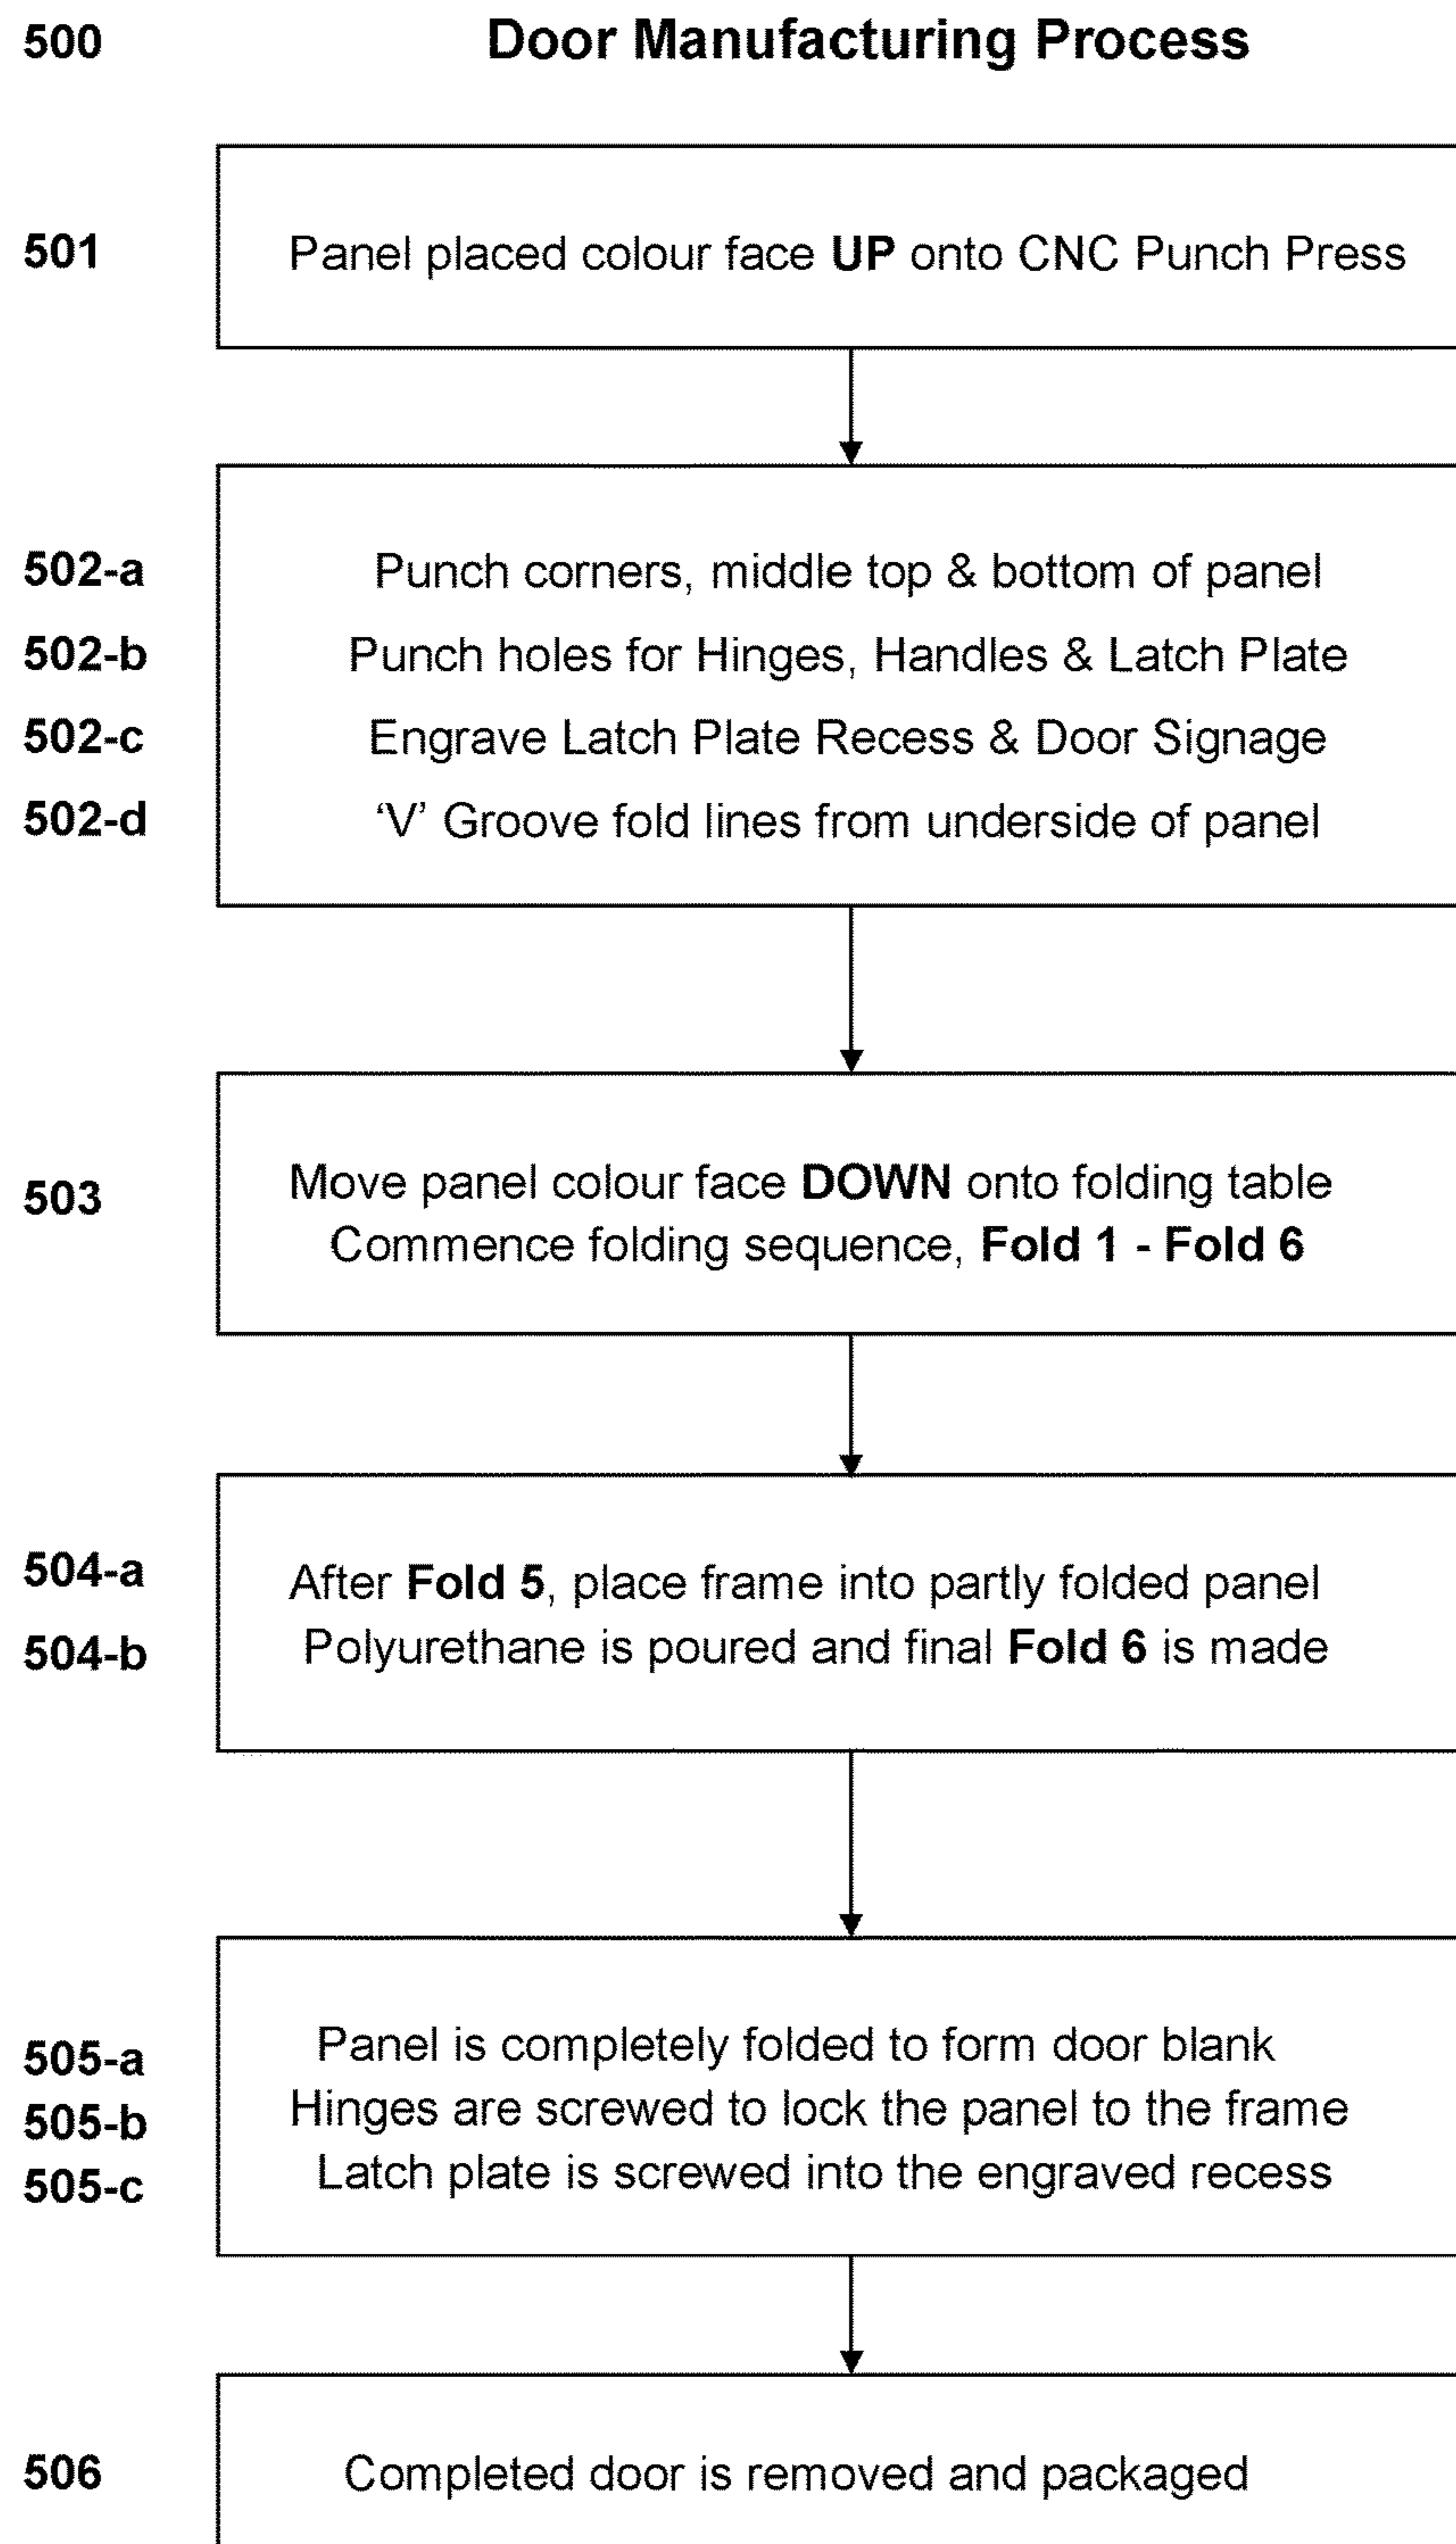 500 Door Manufacturing Process
501 Panel placed colour face UP onto CNC Punch Press
502-a Punch corners, middle top & bottom of panel
502-b Punch holes for Hinges, Handles & Latch Plate
502-c Engrave Latch Plate Recess & Door Signage
502-d ‘V’ Groove fold lines from underside of panel
503 Move panel colour face DOWN onto folding table
Commence folding sequence, Fold 1 - Fold 6
504-a After Fold 5, place frame into partly folded panel
504-b Polyurethane is poured and final Fold 6 is made
505-a Panel is completely folded to form door blank
505-b Hinges are screwed to lock the panel to the frame
505-c Latch plate is screwed into the engraved recess
506 Completed door is removed and packaged